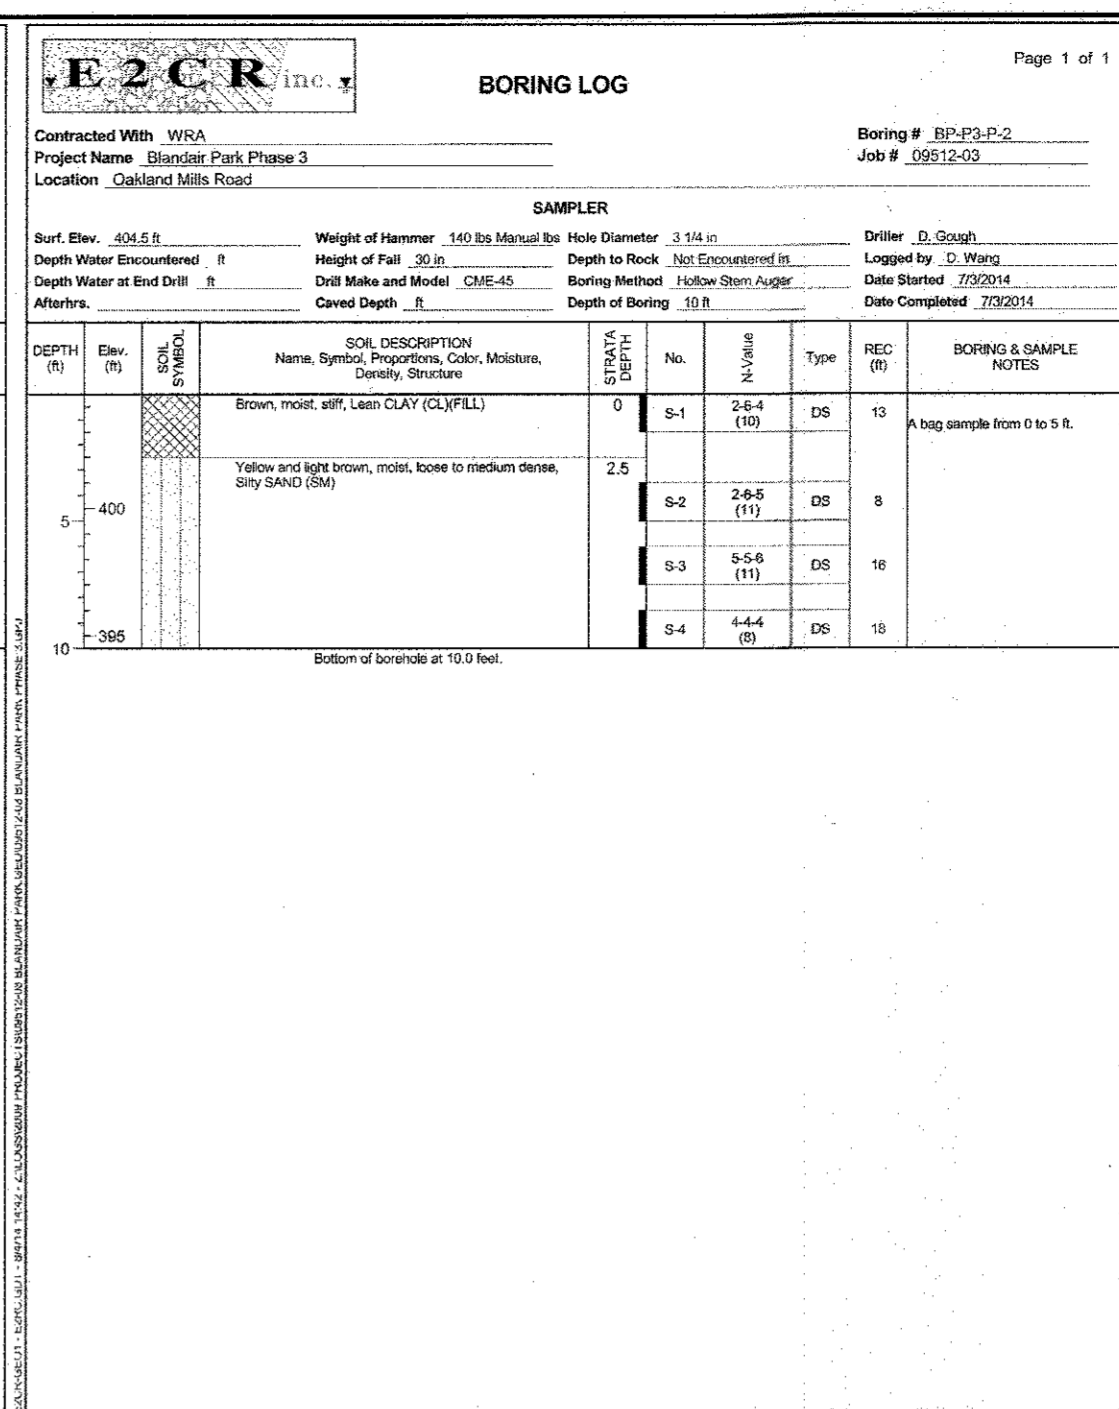 Page 1 of 1
E2CR inc.
BORING LOG
Contracted With WRA
Boring # BP-P3-P-2
Project Name Blandair Park Phase 3
Job # 09512-03
Location Oakland Mills Road
SAMPLER
Surf. Elev. 404.5 ft Weight of Hammer 140 lbs Manual lbs Hole Diameter 3 1/4 in Driller D. Gough
Depth Water Encountered ft Height of Fall 30 in Depth to Rock Not Encountered in Logged by D. Wang
Depth Water at End Drill ft Drill Make and Model CME-45 Boring Method Hollow Stem Auger Date Started 7/3/2014
Afterhrs. Caved Depth ft Depth of Boring 10 ft Date Completed 7/3/2014
DEPTH (ft) Elev. (ft) SOIL SYMBOL SOIL DESCRIPTION Name, Symbol, Proportions, Color, Moisture, Density, Structure STRATA DEPTH No. N-Value Type REC (ft) BORING & SAMPLE NOTES
Brown, moist, stiff, Lean CLAY (CL)(FILL) 0 S-1 2-6-4 (10) DS 13 A bag sample from 0 to 5 ft.
Yellow and light brown, moist, loose to medium dense, 2.5
Silty SAND (SM)
5 400 S-2 2-6-5 (11) DS 8
S-3 5-5-6 (11) DS 16
10 395 S-4 4-4-4 (8) DS 18
Bottom of borehole at 10.0 feet.